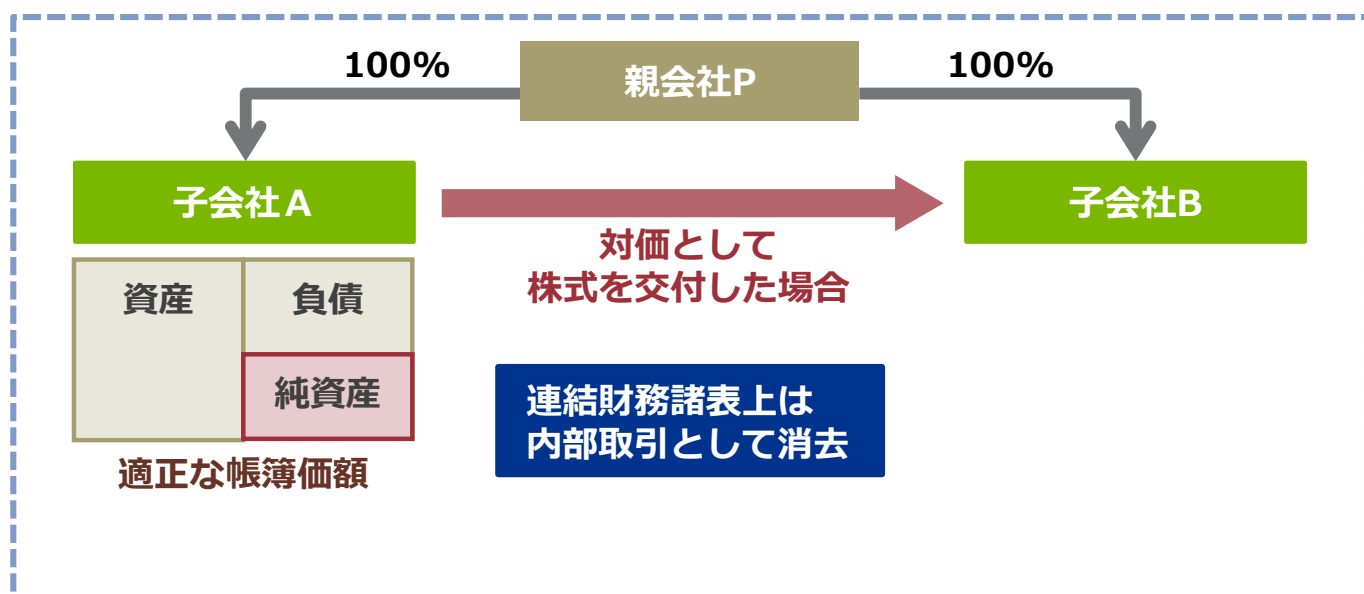 100%
親会社P
100%
子会社A
子会社B
対価として
株式を交付した場合
資産
負債
純資産
適正な帳簿価額
連結財務諸表上は
内部取引として消去